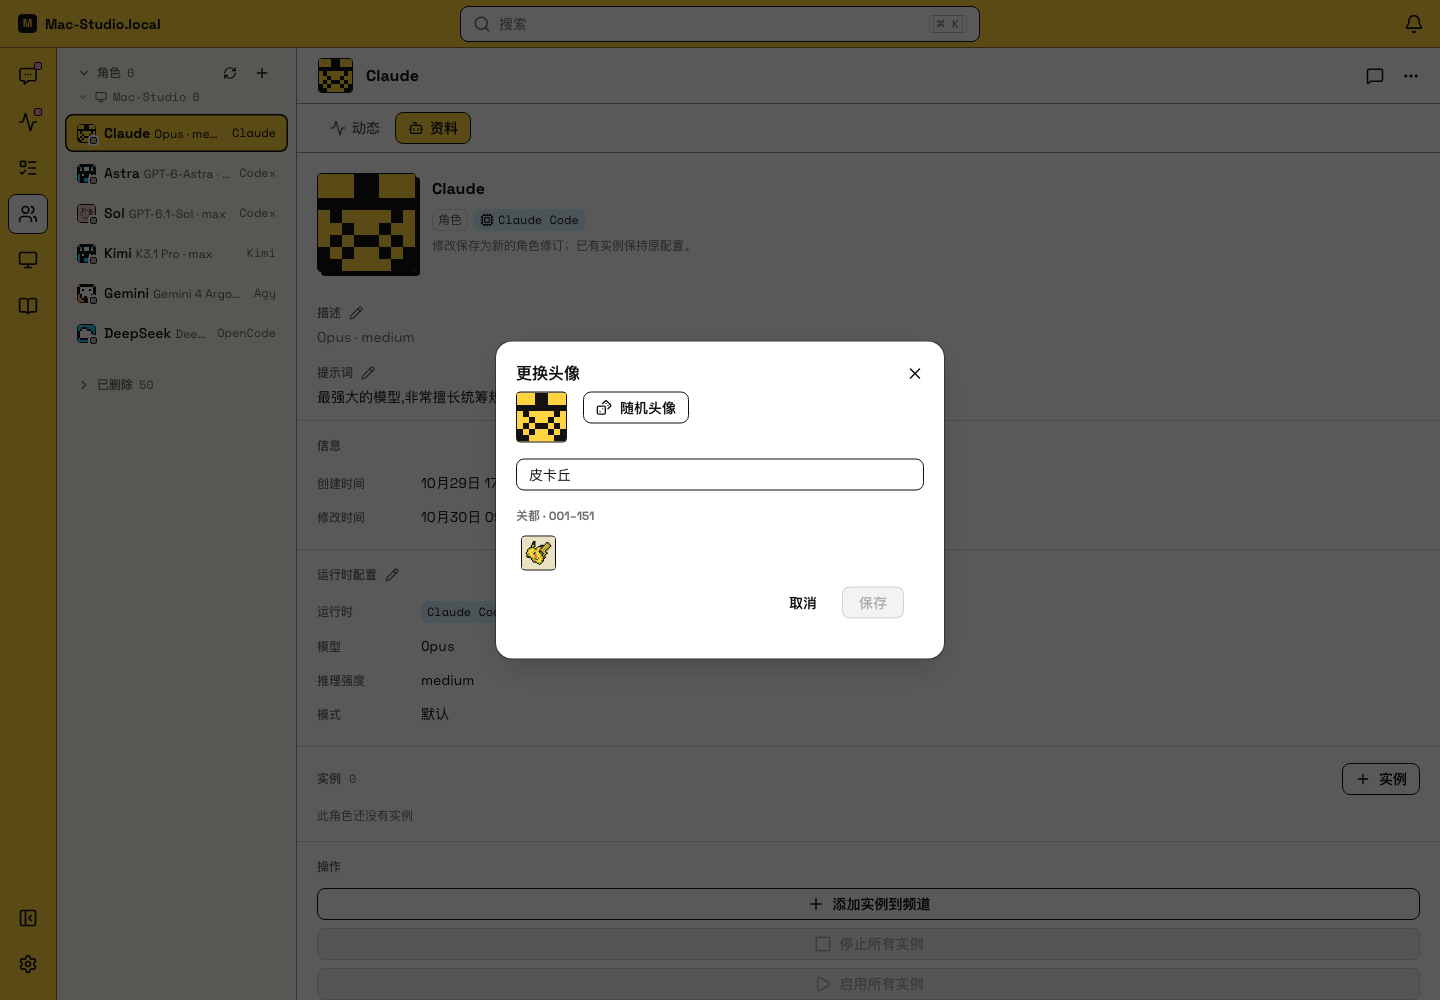 M Mac-Studio.local
搜索
⌘ K
角色 6
Mac-Studio 6
Claude Opus · me... Claude
Astra GPT-6-Astra · ... Codex
Sol GPT-6.1-Sol · max Codex
Kimi K3.1 Pro · max Kimi
Gemini Gemini 4 Argo... Agy
DeepSeek Dee... OpenCode
已删除 50
Claude
动态
资料
Claude
角色
Claude Code
修改保存为新的角色修订；已有实例保持原配置。
描述
Opus · medium
提示词
最强大的模型,非常擅长统筹
信息
创建时间 10月29日 17
修改时间 10月30日 0
运行时配置
运行时 Claude Co
模型 Opus
推理强度 medium
模式 默认
实例 0
实例
此角色还没有实例
操作
添加实例到频道
停止所有实例
启用所有实例
更换头像
随机头像
皮卡丘
关都 · 001–151
取消
保存